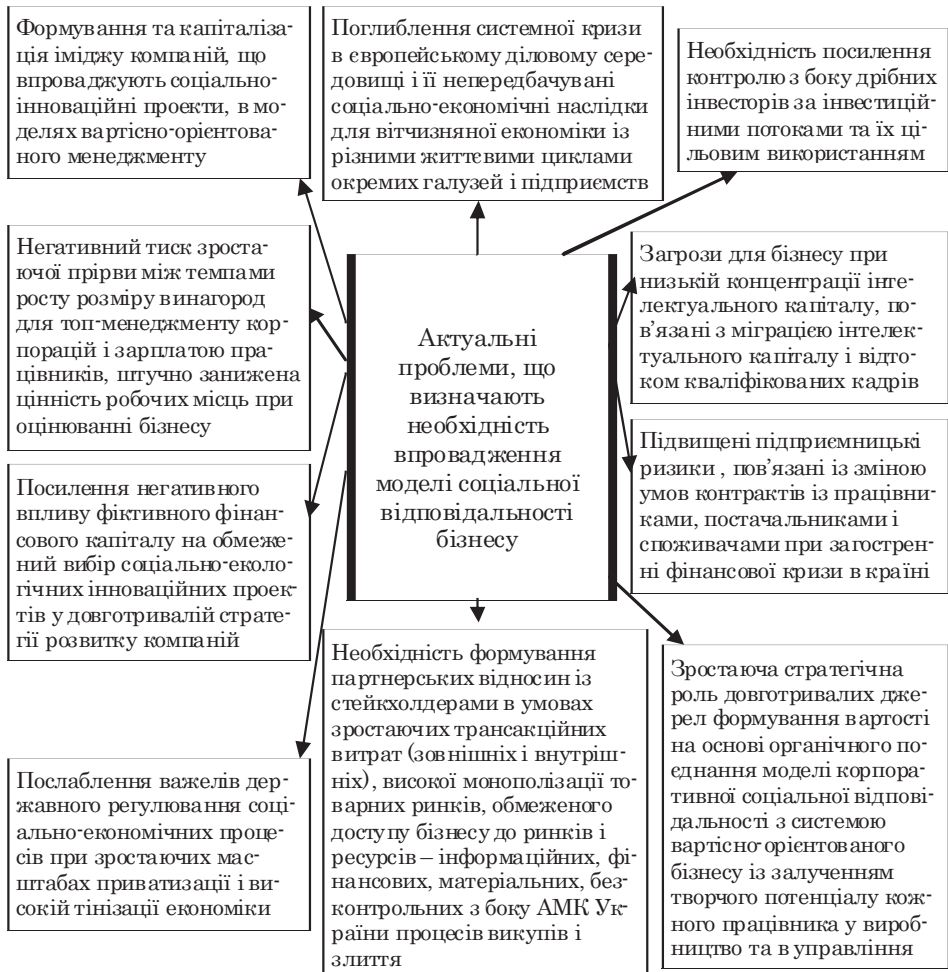 Формування та капіталіза-
ція іміджу компаній, що
впроваджують соціально-
інноваційні проекти, в мо-
делях вартісно-орієнтова-
ного менеджменту
Поглиблення системної кризи
в європейському діловому сере-
довищі і її непередбачувані
соціально-економічні наслідки
для вітчизняної економіки із
різними життєвими циклами
окремих галузей і підприємств
Необхідність посилення
контролю з боку дрібних
інвесторів за інвестицій-
ними потоками та їх ці-
льовим використанням
Негативний тиск зроста-
ючої прірви між темпами
росту розміру винагород
для топ-менеджменту кор-
порацій і зарплатою пра-
цівників, штучно занижена
цінність робочих місць при
оцінюванні бізнесу
Актуальні
проблеми, що
визначають
необхідність
впровадження
моделі соціальної
відповідальності
бізнесу
Загрози для бізнесу при
низькій концентрації інте-
лектуального капіталу, по-
в’язані з міграцією інтелек-
туального капіталу і відто-
ком кваліфікованих кадрів
Підвищені підприємницькі
ризики , пов’язані із зміною
умов контрактів із працівни-
ками, постачальниками і
споживачами при загострен-
ні фінансової кризи в країні
Посилення негативного
впливу фіктивного фінан-
сового капіталу на обмеже-
ний вибір соціально-еколо-
гічних інноваційних проек-
тів у довготривалій страте-
гії розвитку компаній
Послаблення важелів дер-
жавного регулювання соці-
ально-економічних проце-
сів при зростаючих мас-
штабах приватизації і ви-
сокій тінізації економіки
Необхідність формування
партнерських відносин із
стейкхолдерами в умовах
зростаючих трансакційних
витрат (зовнішніх і внутріш-
ніх), високої монополізації то-
варних ринків, обмеженого
доступу бізнесу до ринків і
ресурсів – інформаційних, фі-
нансових, матеріальних, без-
контрольних з боку АМК Ук-
раїни процесів викупів і
злиття
Зростаюча стратегічна
роль довготривалих дже-
рел формування вартості
на основі органічного по-
єднання моделі корпора-
тивної соціальної відпові-
дальності з системою
вартісно-орієнтованого
бізнесу із залученням
творчого потенціалу кож-
ного працівника у вироб-
ництво та в управління